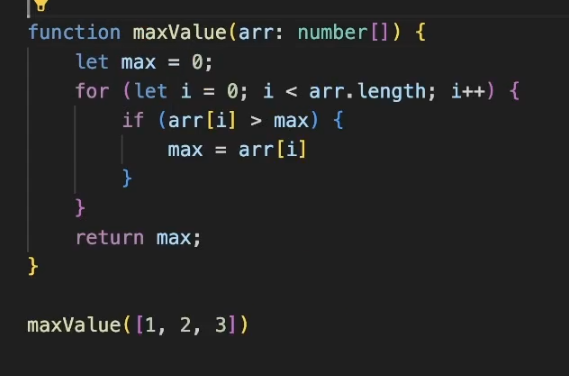 function maxValue(arr: number[]) {
    let max = 0;
    for (let i = 0; i < arr.length; i++) {
        if (arr[i] > max) {
            max = arr[i]
        }
    }
    return max;
}

maxValue([1, 2, 3])